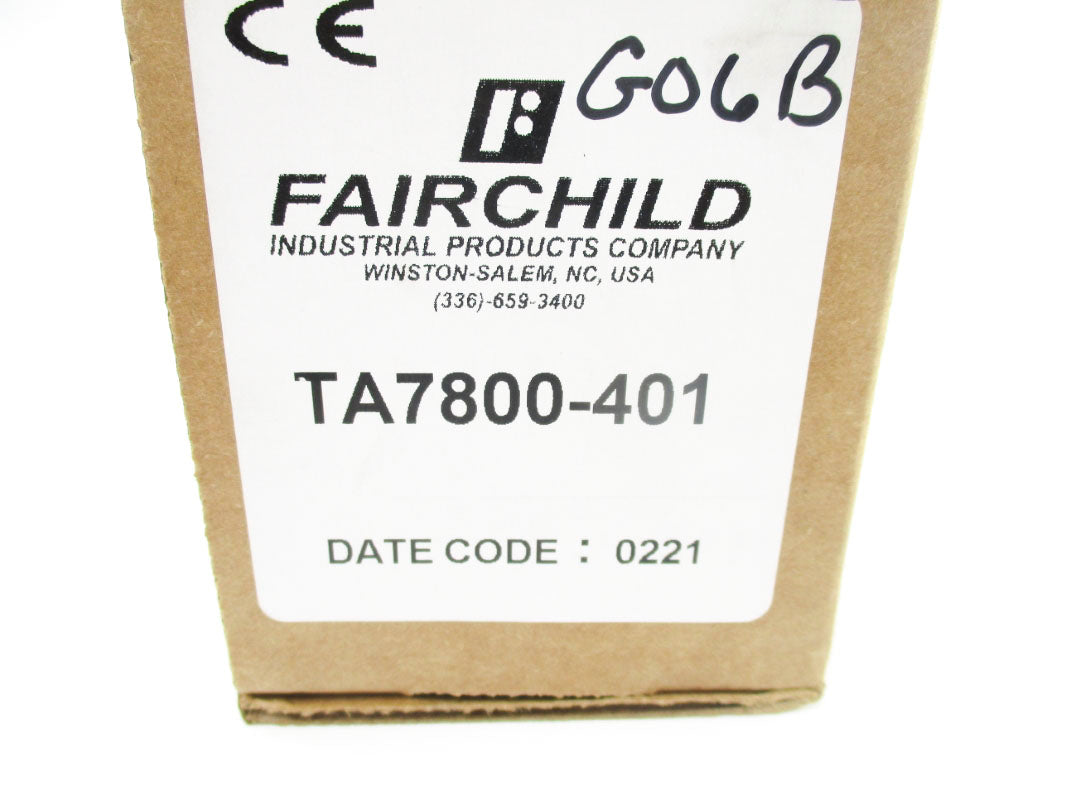 CE
G06B
FAIRCHILD
INDUSTRIAL PRODUCTS COMPANY
WINSTON-SALEM, NC, USA
(336)-659-3400
TA7800-401
DATE CODE : 0221